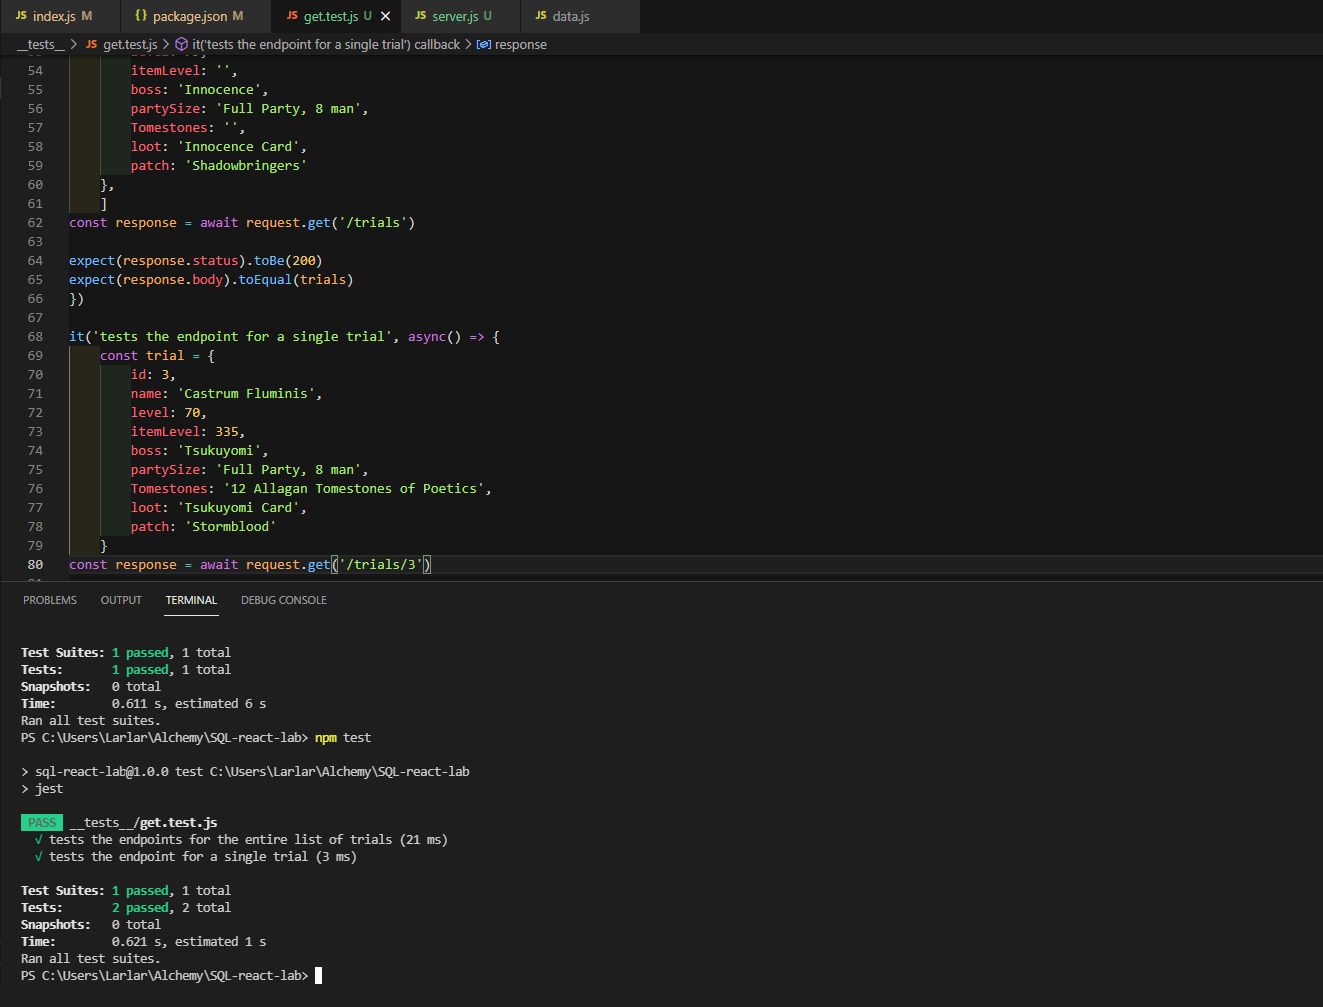 JS index.js M {} package.json M JS get.test.js U × JS server.js U JS data.js
__tests__ > JS get.test.js > it('tests the endpoint for a single trial') callback > response
54 itemLevel: '',
55 boss: 'Innocence',
56 partySize: 'Full Party, 8 man',
57 Tomestones: '',
58 loot: 'Innocence Card',
59 patch: 'Shadowbringers'
60 },
61 ]
62 const response = await request.get('/trials')
63
64 expect(response.status).toBe(200)
65 expect(response.body).toEqual(trials)
66 })
67
68 it('tests the endpoint for a single trial', async() => {
69 const trial = {
70 id: 3,
71 name: 'Castrum Fluminis',
72 level: 70,
73 itemLevel: 335,
74 boss: 'Tsukuyomi',
75 partySize: 'Full Party, 8 man',
76 Tomestones: '12 Allagan Tomestones of Poetics',
77 loot: 'Tsukuyomi Card',
78 patch: 'Stormblood'
79 }
80 const response = await request.get('/trials/3')
PROBLEMS OUTPUT TERMINAL DEBUG CONSOLE
Test Suites: 1 passed, 1 total
Tests: 1 passed, 1 total
Snapshots: 0 total
Time: 0.611 s, estimated 6 s
Ran all test suites.
PS C:\Users\Larlar\Alchemy\SQL-react-lab> npm test
> sql-react-lab@1.0.0 test C:\Users\Larlar\Alchemy\SQL-react-lab
> jest
PASS __tests__/get.test.js
√ tests the endpoints for the entire list of trials (21 ms)
√ tests the endpoint for a single trial (3 ms)
Test Suites: 1 passed, 1 total
Tests: 2 passed, 2 total
Snapshots: 0 total
Time: 0.621 s, estimated 1 s
Ran all test suites.
PS C:\Users\Larlar\Alchemy\SQL-react-lab>